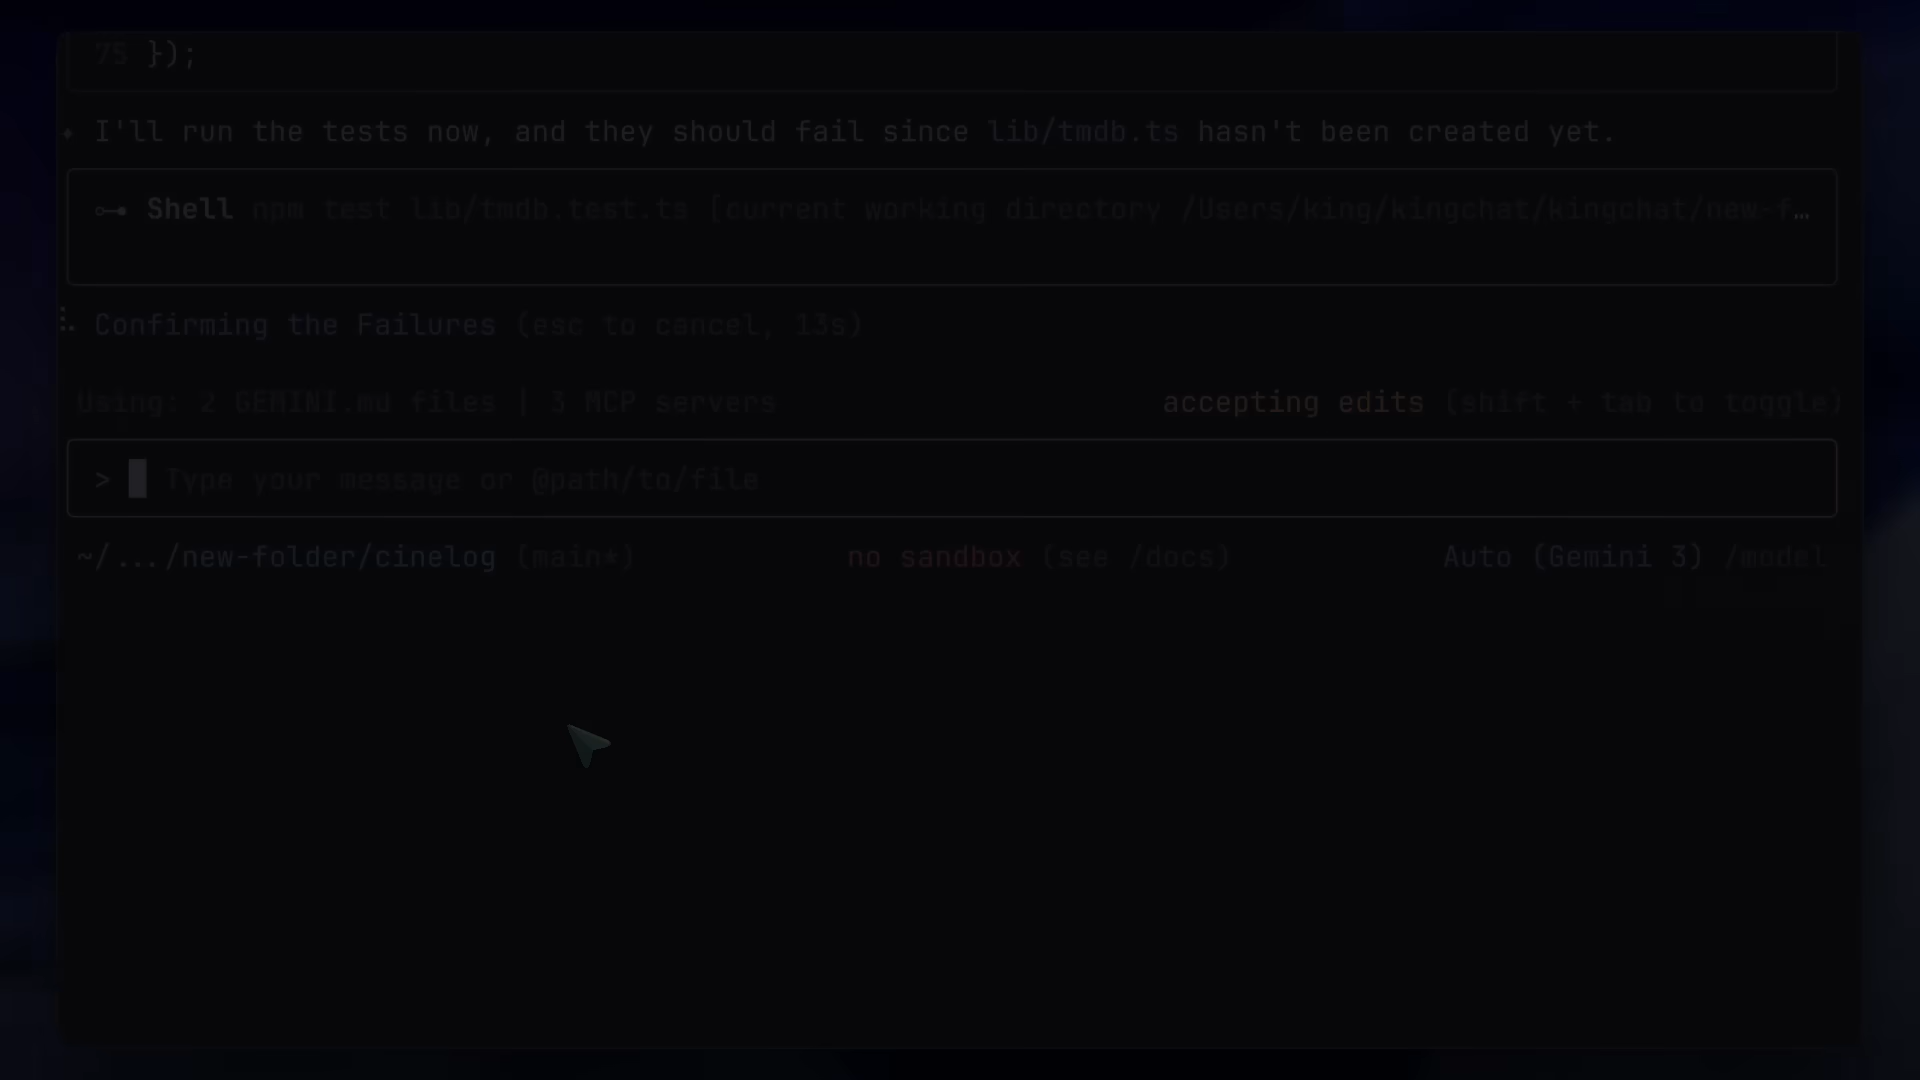 75 });
I'll run the tests now, and they should fail since lib/tmdb.ts hasn't been created yet.
Shell npm test lib/tmdb.test.ts [current working directory /Users/king/kingchat/kingchat/new-f…
Confirming the Failures (esc to cancel, 13s)
Using: 2 GEMINI.md files | 3 MCP servers accepting edits (shift + tab to toggle)
> Type your message or @path/to/file
~/.../new-folder/cinelog (main*) no sandbox (see /docs) Auto (Gemini 3) /model